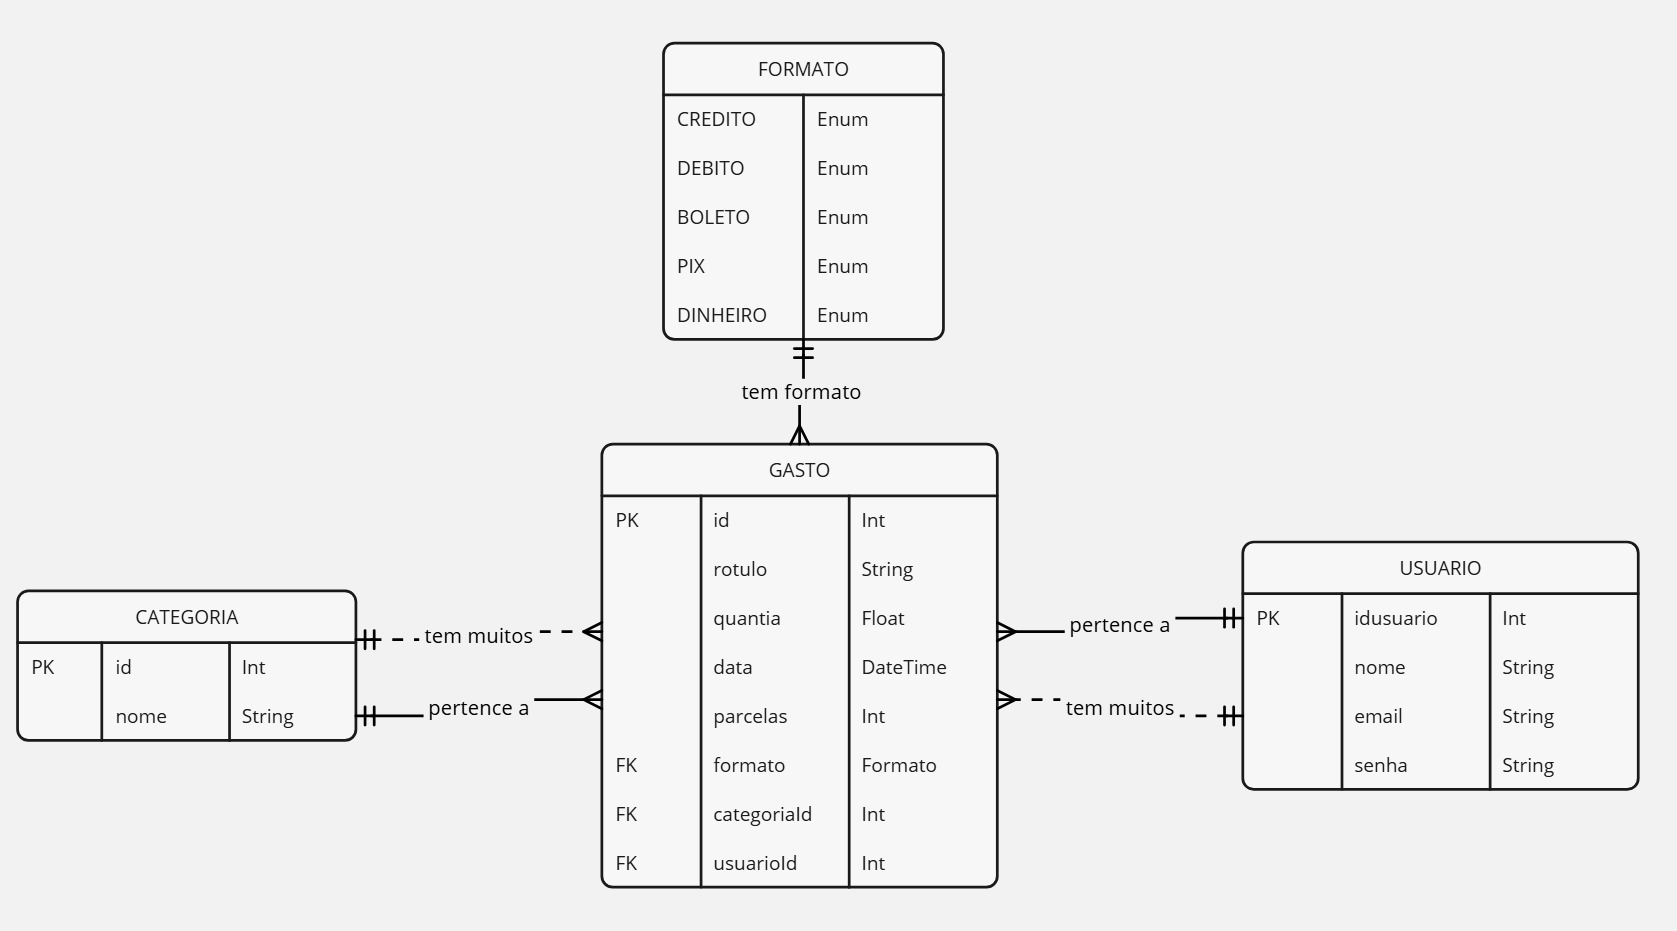 FORMATO
CREDITO Enum
DEBITO Enum
BOLETO Enum
PIX Enum
DINHEIRO Enum
tem formato
GASTO
PK id Int
rotulo String
quantia Float
data DateTime
parcelas Int
FK formato Formato
FK categoriaId Int
FK usuarioId Int
CATEGORIA
PK id Int
nome String
tem muitos
pertence a
pertence a
tem muitos
USUARIO
PK idusuario Int
nome String
email String
senha String